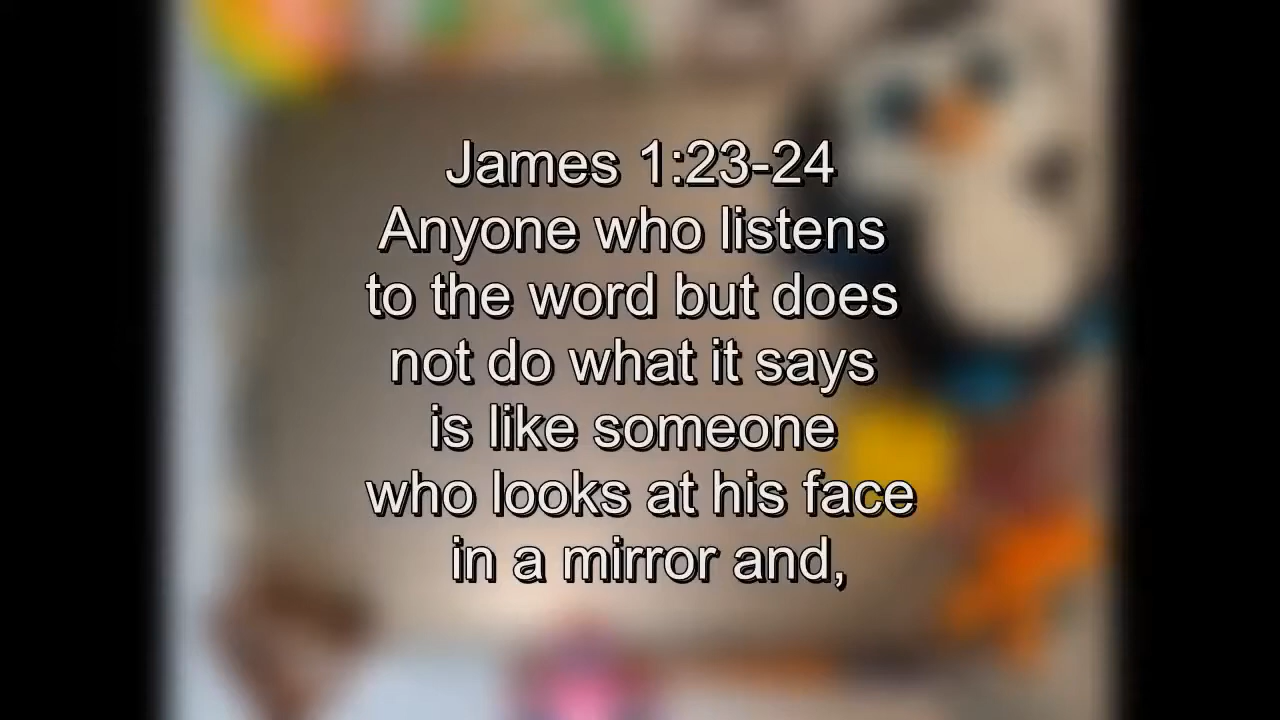 James 1:23-24
Anyone who listens
to the word but does
not do what it says
is like someone
who looks at his face
in a mirror and,